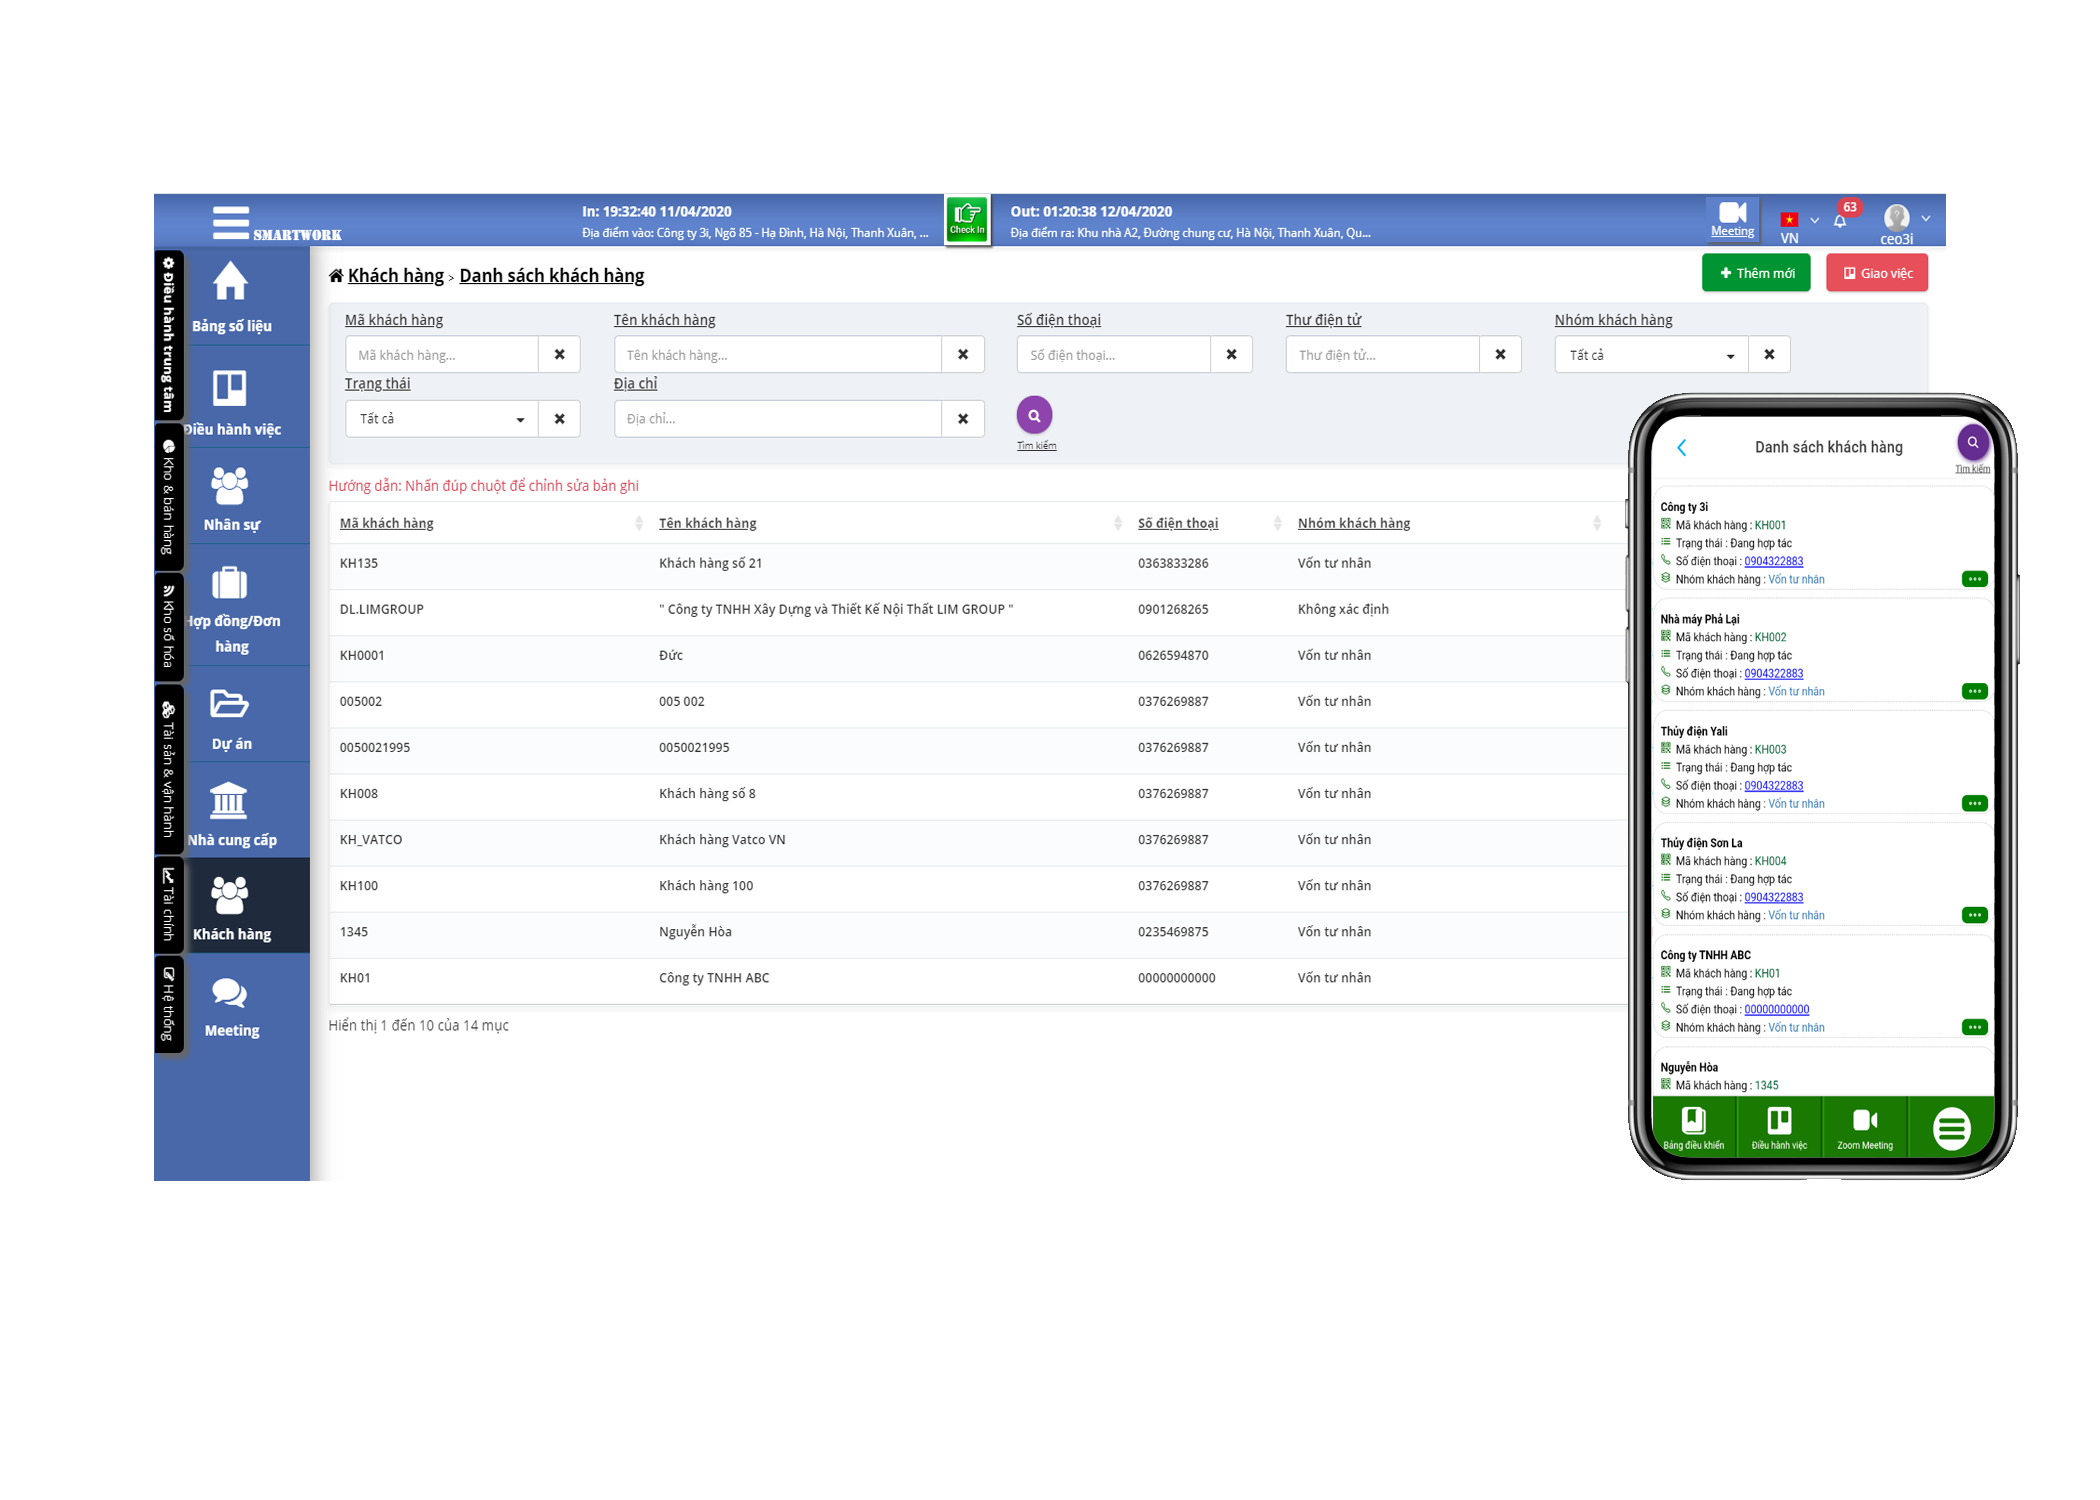 SMARTWORK
In: 19:32:40 11/04/2020
Địa điểm vào: Công ty 3i, Ngõ 85 - Hạ Đình, Hà Nội, Thanh Xuân, ...
Check In
Out: 01:20:38 12/04/2020
Địa điểm ra: Khu nhà A2, Đường chung cư, Hà Nội, Thanh Xuân, Qu...
Meeting
VN
63
ceo3i
Điều hành trung tâm
Kho & bán hàng
Kho số hóa
Tài sản & vận hành
Tài chính
Hệ thống
Bảng số liệu
Điều hành việc
Nhân sự
Hợp đồng/Đơn
hàng
Dự án
Nhà cung cấp
Khách hàng
Meeting
Khách hàng > Danh sách khách hàng
Thêm mới
Giao việc
Mã khách hàng Tên khách hàng Số điện thoại Thư điện tử Nhóm khách hàng
Mã khách hàng... Tên khách hàng... Số điện thoại... Thư điện tử... Tất cả
Trạng thái Địa chỉ
Tất cả Địa chỉ...
Tìm kiếm
Hướng dẫn: Nhấn đúp chuột để chỉnh sửa bản ghi
Mã khách hàng Tên khách hàng Số điện thoại Nhóm khách hàng
KH135 Khách hàng số 21 0363833286 Vốn tư nhân
DL.LIMGROUP " Công ty TNHH Xây Dựng và Thiết Kế Nội Thất LIM GROUP " 0901268265 Không xác định
KH0001 Đức 0626594870 Vốn tư nhân
005002 005 002 0376269887 Vốn tư nhân
0050021995 0050021995 0376269887 Vốn tư nhân
KH008 Khách hàng số 8 0376269887 Vốn tư nhân
KH_VATCO Khách hàng Vatco VN 0376269887 Vốn tư nhân
KH100 Khách hàng 100 0376269887 Vốn tư nhân
1345 Nguyễn Hòa 0235469875 Vốn tư nhân
KH01 Công ty TNHH ABC 00000000000 Vốn tư nhân
Hiển thị 1 đến 10 của 14 mục
Danh sách khách hàng
Tìm kiếm
Công ty 3i
Mã khách hàng : KH001
Trạng thái : Đang hợp tác
Số điện thoại : 0904322883
Nhóm khách hàng : Vốn tư nhân
Nhà máy Phả Lại
Mã khách hàng : KH002
Trạng thái : Đang hợp tác
Số điện thoại : 0904322883
Nhóm khách hàng : Vốn tư nhân
Thủy điện Yali
Mã khách hàng : KH003
Trạng thái : Đang hợp tác
Số điện thoại : 0904322883
Nhóm khách hàng : Vốn tư nhân
Thủy điện Sơn La
Mã khách hàng : KH004
Trạng thái : Đang hợp tác
Số điện thoại : 0904322883
Nhóm khách hàng : Vốn tư nhân
Công ty TNHH ABC
Mã khách hàng : KH01
Trạng thái : Đang hợp tác
Số điện thoại : 00000000000
Nhóm khách hàng : Vốn tư nhân
Nguyễn Hòa
Mã khách hàng : 1345
Bảng điều khiển
Điều hành việc
Zoom Meeting